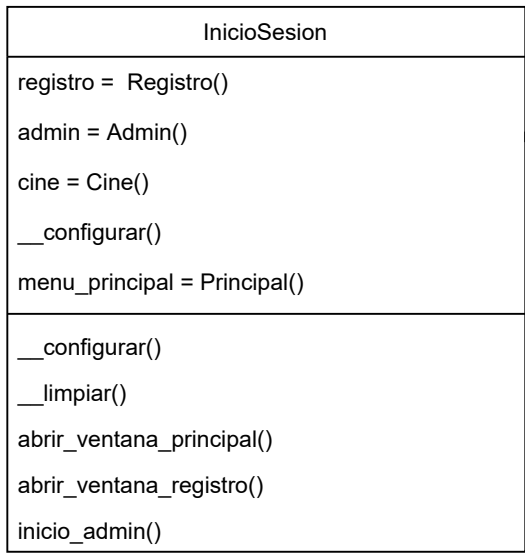 InicioSesion
registro =  Registro()
admin = Admin()
cine = Cine()
__configurar()
menu_principal = Principal()
__configurar()
__limpiar()
abrir_ventana_principal()
abrir_ventana_registro()
inicio_admin()